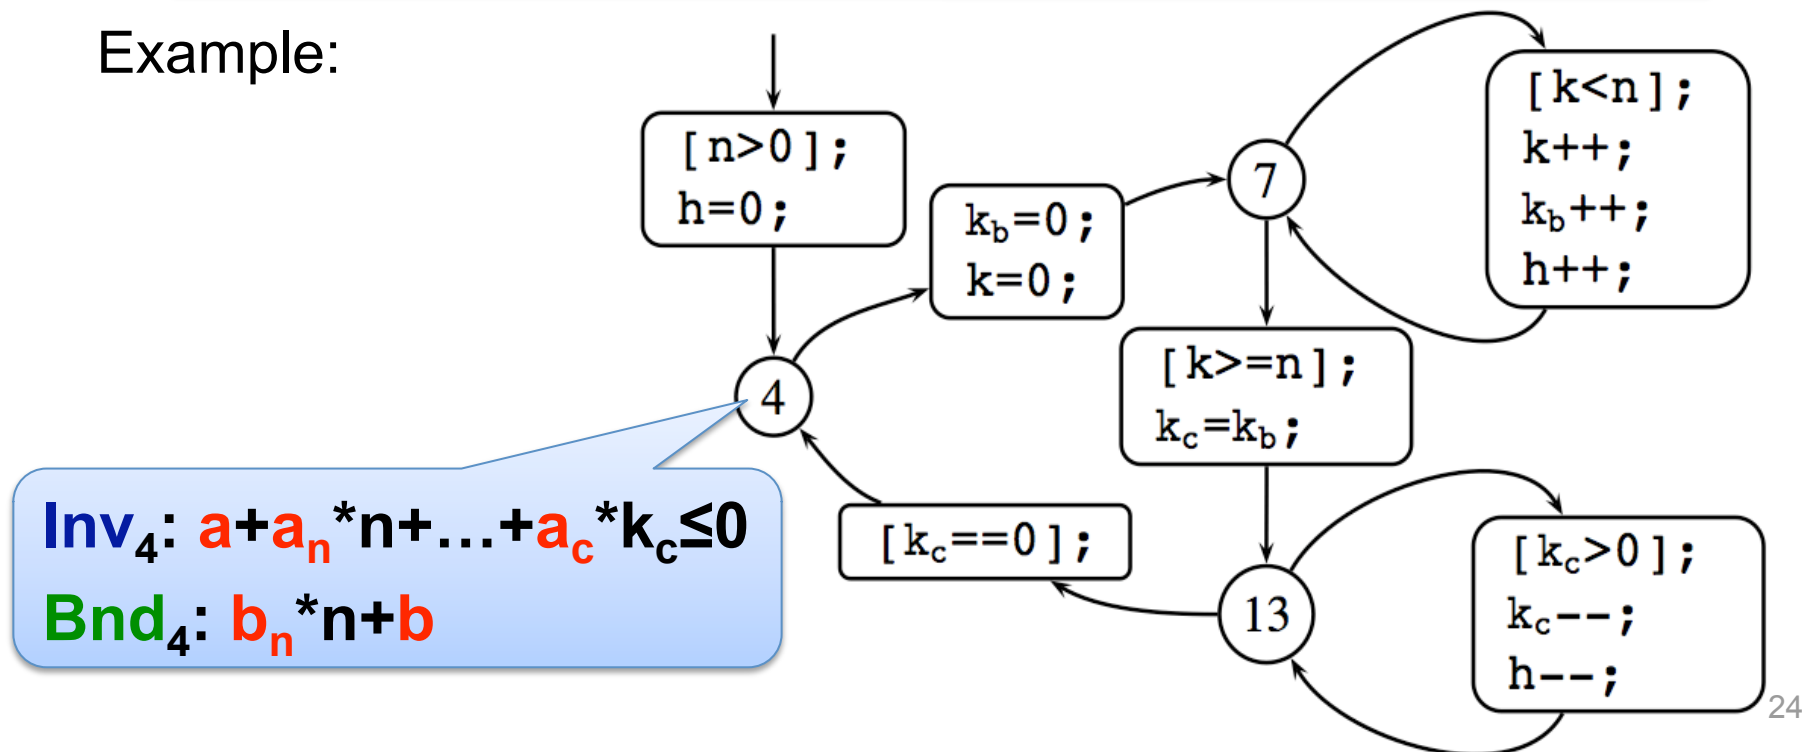 Example:
[n>0];
h=0;
k_b=0;
k=0;
7
[k<n];
k++;
k_b++;
h++;
4
[k>=n];
k_c=k_b;
Inv_4: a+a_n*n+…+a_c*k_c≤0
Bnd_4: b_n*n+b
[k_c==0];
13
[k_c>0];
k_c--;
h--;
24